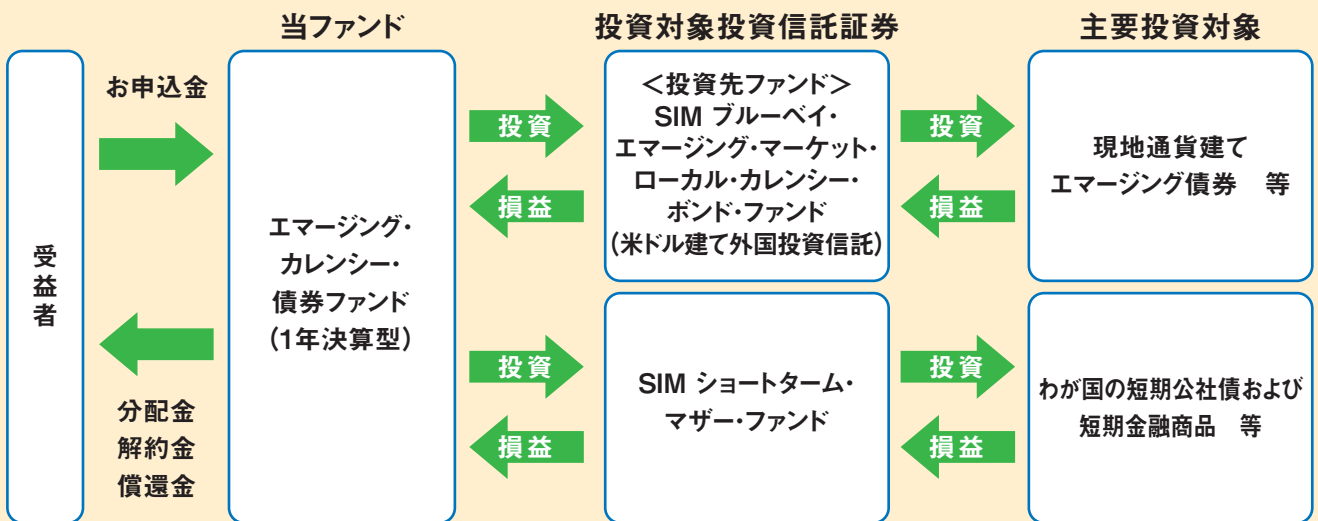 当ファンド
投資対象投資信託証券
主要投資対象
受益者
お申込金
分配金
解約金
償還金
エマージング・
カレンシー・
債券ファンド
(1年決算型)
投資
損益
＜投資先ファンド＞
SIM ブルーベイ・
エマージング・マーケット・
ローカル・カレンシー・
ボンド・ファンド
(米ドル建て外国投資信託)
投資
損益
現地通貨建て
エマージング債券　等
投資
損益
SIM ショートターム・
マザー・ファンド
投資
損益
わが国の短期公社債および
短期金融商品　等